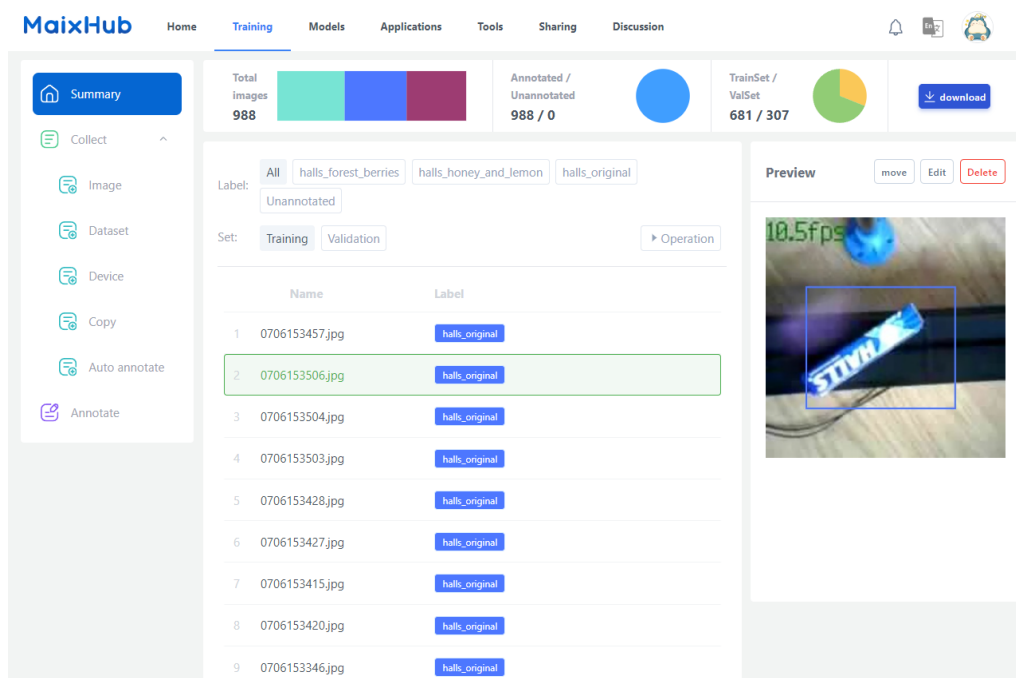 MaixHub Home Training Models Applications Tools Sharing Discussion En
Summary
Collect
Image
Dataset
Device
Copy
Auto annotate
Annotate
Total
images
988
Annotated /
Unannotated
988 / 0
TrainSet /
ValSet
681 / 307
download
Label: All halls_forest_berries halls_honey_and_lemon halls_original
Unannotated
Set: Training Validation Operation
Name Label
1 0706153457.jpg halls_original
2 0706153506.jpg halls_original
3 0706153504.jpg halls_original
4 0706153503.jpg halls_original
5 0706153428.jpg halls_original
6 0706153427.jpg halls_original
7 0706153415.jpg halls_original
8 0706153420.jpg halls_original
9 0706153346.jpg halls_original
Preview move Edit Delete
10.5fps
HALLS